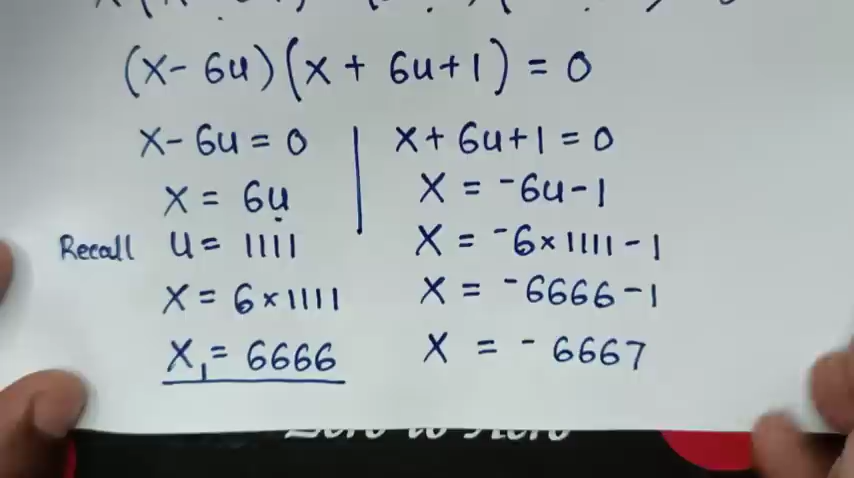 (x - 6u)(x + 6u + 1) = 0
x - 6u = 0 | x + 6u + 1 = 0
x = 6u x = -6u - 1
Recall u = 1111 x = -6 × 1111 - 1
x = 6 × 1111 x = -6666 - 1
x₁ = 6666 x = -6667